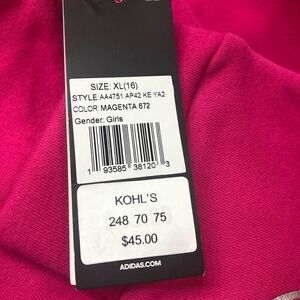 SIZE: XL(16)
STYLE:AA4751 AP42 KE YA2
COLOR: MAGENTA 672
Gender: Girls
1 93585 38120 3
KOHL'S
248 70 75
$45.00
ADIDAS.COM